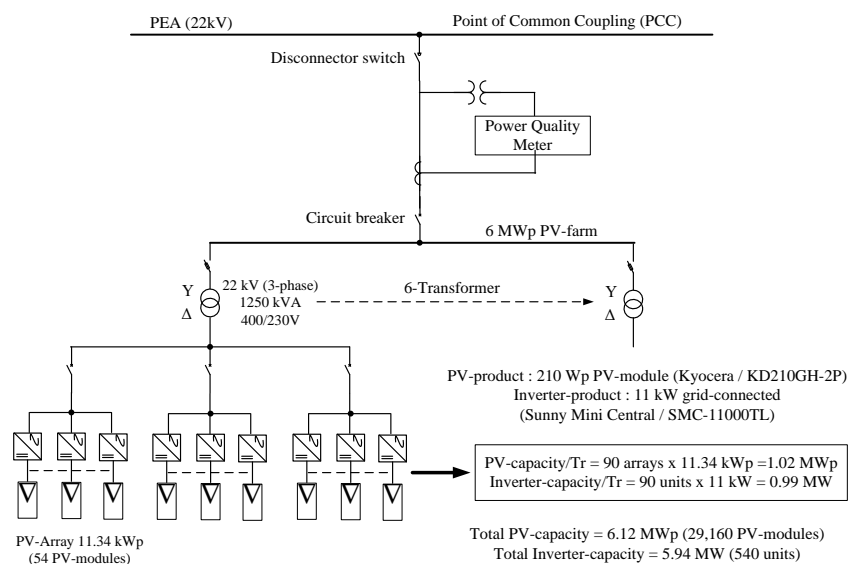 PEA (22kV)
Point of Common Coupling (PCC)
Disconnector switch
Power Quality
Meter
Circuit breaker
6 MWp PV-farm
Y
Δ
22 kV (3-phase)
1250 kVA
400/230V
6-Transformer
Y
Δ
PV-product : 210 Wp PV-module (Kyocera / KD210GH-2P)
Inverter-product : 11 kW grid-connected
(Sunny Mini Central / SMC-11000TL)
PV-capacity/Tr = 90 arrays x 11.34 kWp =1.02 MWp
Inverter-capacity/Tr = 90 units x 11 kW = 0.99 MW
PV-Array 11.34 kWp
(54 PV-modules)
Total PV-capacity = 6.12 MWp (29,160 PV-modules)
Total Inverter-capacity = 5.94 MW (540 units)